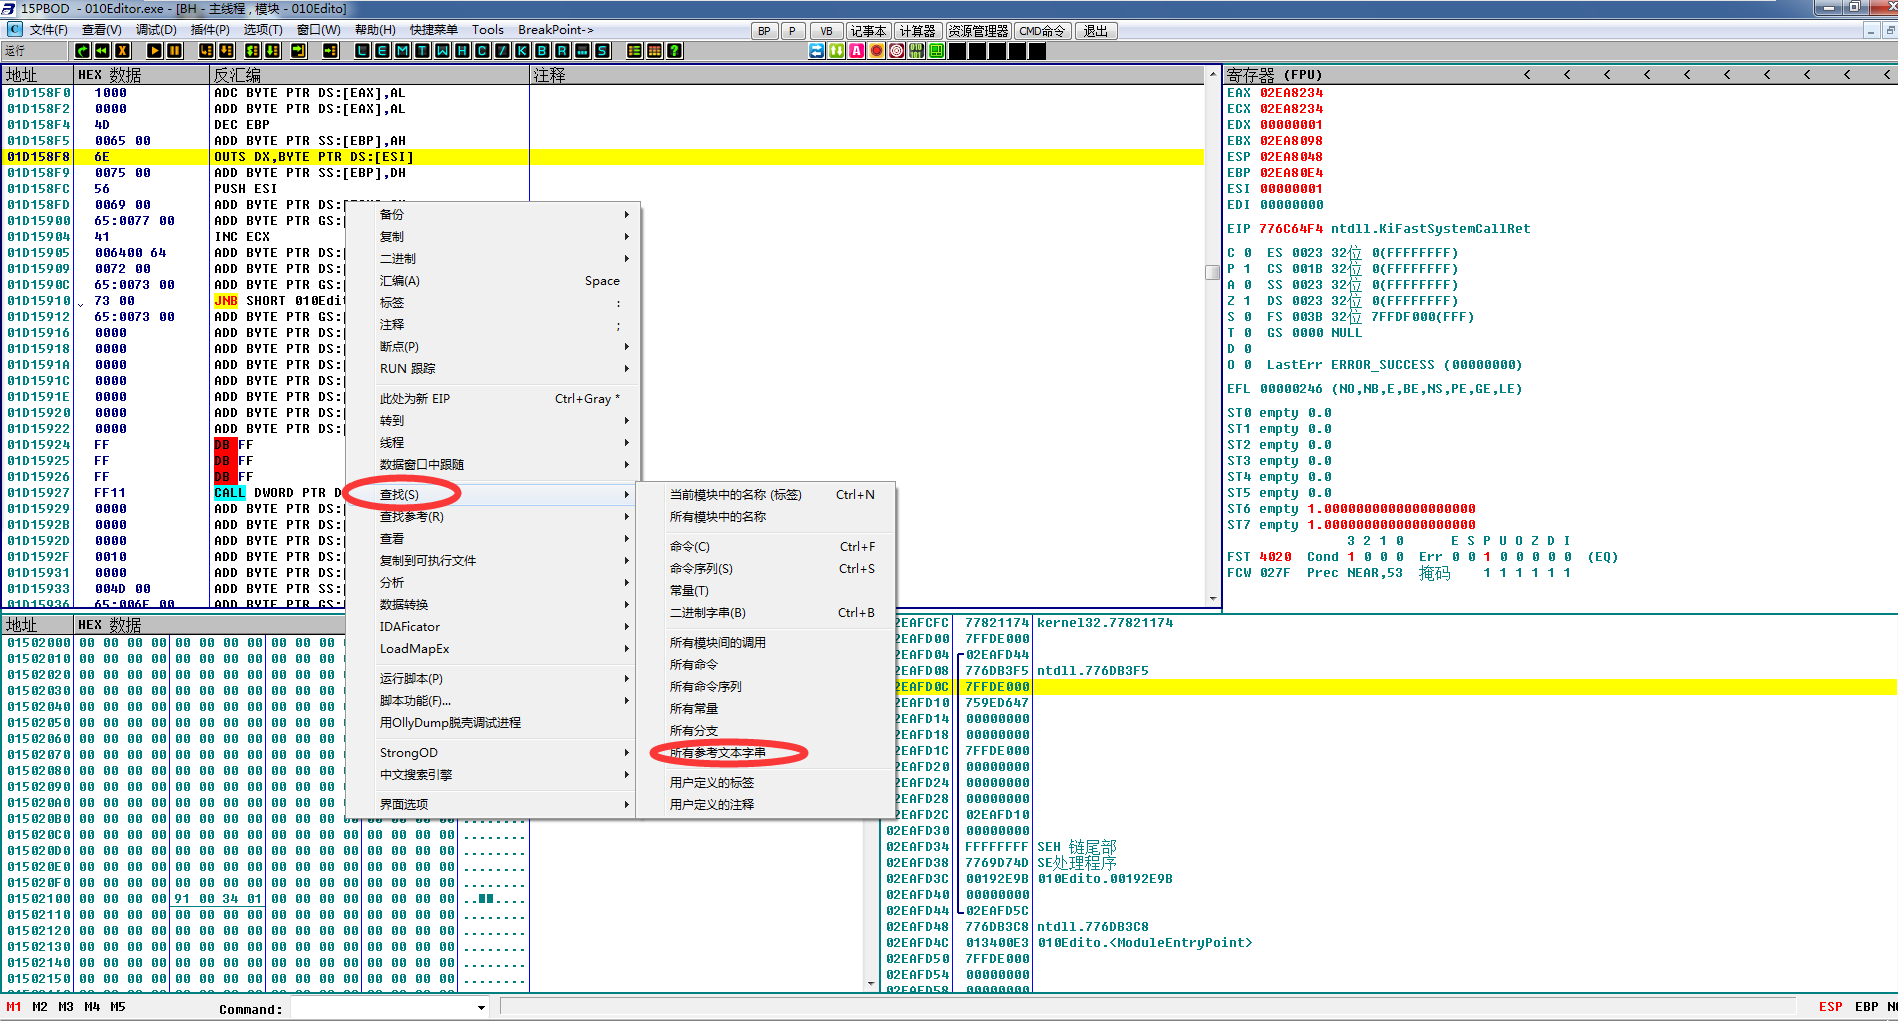 15PBOD - 010Editor.exe - [BH - 主线程 , 模块 - 010Edito]
文件(F) 查看(V) 调试(D) 插件(P) 选项(T) 窗口(W) 帮助(H) 快捷菜单 Tools BreakPoint->
BP P VB 记事本 计算器 资源管理器 CMD命令 退出
运行
L E M T W H C / K B R ... S
地址 HEX 数据 反汇编 注释
01D158F0 1000 ADC BYTE PTR DS:[EAX],AL
01D158F2 0000 ADD BYTE PTR DS:[EAX],AL
01D158F4 4D DEC EBP
01D158F5 0065 00 ADD BYTE PTR SS:[EBP],AH
01D158F8 6E OUTS DX,BYTE PTR DS:[ESI]
01D158F9 0075 00 ADD BYTE PTR SS:[EBP],DH
01D158FC 56 PUSH ESI
01D158FD 0069 00 ADD BYTE PTR DS:
01D15900 65:0077 00 ADD BYTE PTR GS:
01D15904 41 INC ECX
01D15905 006400 64 ADD BYTE PTR DS:
01D15909 0072 00 ADD BYTE PTR DS:
01D1590C 65:0073 00 ADD BYTE PTR GS:
01D15910 73 00 JNB SHORT 010Edit
01D15912 65:0073 00 ADD BYTE PTR GS:
01D15916 0000 ADD BYTE PTR DS:
01D15918 0000 ADD BYTE PTR DS:
01D1591A 0000 ADD BYTE PTR DS:
01D1591C 0000 ADD BYTE PTR DS:
01D1591E 0000 ADD BYTE PTR DS:
01D15920 0000 ADD BYTE PTR DS:
01D15922 0000 ADD BYTE PTR DS:
01D15924 FF DB FF
01D15925 FF DB FF
01D15926 FF DB FF
01D15927 FF11 CALL DWORD PTR D
01D15929 0000 ADD BYTE PTR DS:
01D1592B 0000 ADD BYTE PTR DS:
01D1592D 0000 ADD BYTE PTR DS:
01D1592F 0010 ADD BYTE PTR DS:
01D15931 0000 ADD BYTE PTR DS:
01D15933 004D 00 ADD BYTE PTR SS:
01D15936 65:006E 00 ADD BYTE PTR GS:
备份
复制
二进制
汇编(A) Space
标签 :
注释 ;
断点(P)
RUN 跟踪
此处为新 EIP Ctrl+Gray *
转到
线程
数据窗口中跟随
查找(S)
查找参考(R)
查看
复制到可执行文件
分析
数据转换
IDAFicator
LoadMapEx
运行脚本(P)
脚本功能(F)...
用OllyDump脱壳调试进程
StrongOD
中文搜索引擎
界面选项
当前模块中的名称 (标签) Ctrl+N
所有模块中的名称
命令(C) Ctrl+F
命令序列(S) Ctrl+S
常量(T)
二进制字串(B) Ctrl+B
所有模块间的调用
所有命令
所有命令序列
所有常量
所有分支
所有参考文本字串
用户定义的标签
用户定义的注释
寄存器 (FPU) < < < < < < < < < <
EAX 02EA8234
ECX 02EA8234
EDX 00000001
EBX 02EA8098
ESP 02EA8048
EBP 02EA80E4
ESI 00000001
EDI 00000000
EIP 776C64F4 ntdll.KiFastSystemCallRet
C 0 ES 0023 32位 0(FFFFFFFF)
P 1 CS 001B 32位 0(FFFFFFFF)
A 0 SS 0023 32位 0(FFFFFFFF)
Z 1 DS 0023 32位 0(FFFFFFFF)
S 0 FS 003B 32位 7FFDF000(FFF)
T 0 GS 0000 NULL
D 0
O 0 LastErr ERROR_SUCCESS (00000000)
EFL 00000246 (NO,NB,E,BE,NS,PE,GE,LE)
ST0 empty 0.0
ST1 empty 0.0
ST2 empty 0.0
ST3 empty 0.0
ST4 empty 0.0
ST5 empty 0.0
ST6 empty 1.0000000000000000000
ST7 empty 1.0000000000000000000
3 2 1 0 E S P U O Z D I
FST 4020 Cond 1 0 0 0 Err 0 0 1 0 0 0 0 0 (EQ)
FCW 027F Prec NEAR,53 掩码 1 1 1 1 1 1
地址 HEX 数据
01502000 00 00 00 00 00 00 00 00 00 00 00
01502010 00 00 00 00 00 00 00 00 00 00 00
01502020 00 00 00 00 00 00 00 00 00 00 00
01502030 00 00 00 00 00 00 00 00 00 00 00
01502040 00 00 00 00 00 00 00 00 00 00 00
01502050 00 00 00 00 00 00 00 00 00 00 00
01502060 00 00 00 00 00 00 00 00 00 00 00
01502070 00 00 00 00 00 00 00 00 00 00 00
01502080 00 00 00 00 00 00 00 00 00 00 00
01502090 00 00 00 00 00 00 00 00 00 00 00
015020A0 00 00 00 00 00 00 00 00 00 00 00
015020B0 00 00 00 00 00 00 00 00 00 00 00 00 00 00 00 00 ........
015020C0 00 00 00 00 00 00 00 00 00 00 00 00 00 00 00 00 ........
015020D0 00 00 00 00 00 00 00 00 00 00 00 00 00 00 00 00 ........
015020E0 00 00 00 00 00 00 00 00 00 00 00 00 00 00 00 00 ........
015020F0 00 00 00 00 00 00 00 00 00 00 00 00 00 00 00 00 ........
01502100 00 00 00 00 91 00 34 01 00 00 00 00 00 00 00 00 ..██....
01502110 00 00 00 00 00 00 00 00 00 00 00 00 00 00 00 00 ........
01502120 00 00 00 00 00 00 00 00 00 00 00 00 00 00 00 00 ........
01502130 00 00 00 00 00 00 00 00 00 00 00 00 00 00 00 00 ........
01502140 00 00 00 00 00 00 00 00 00 00 00 00 00 00 00 00 ........
01502150 00 00 00 00 00 00 00 00 00 00 00 00 00 00 00 00 ........
02EAFCFC 77821174 kernel32.77821174
02EAFD00 7FFDE000
02EAFD04 02EAFD44
02EAFD08 776DB3F5 ntdll.776DB3F5
02EAFD0C 7FFDE000
02EAFD10 759ED647
02EAFD14 00000000
02EAFD18 00000000
02EAFD1C 7FFDE000
02EAFD20 00000000
02EAFD24 00000000
02EAFD28 00000000
02EAFD2C 02EAFD10
02EAFD30 00000000
02EAFD34 FFFFFFFF SEH 链尾部
02EAFD38 7769D74D SE处理程序
02EAFD3C 00192E9B 010Edito.00192E9B
02EAFD40 00000000
02EAFD44 02EAFD5C
02EAFD48 776DB3C8 ntdll.776DB3C8
02EAFD4C 013400E3 010Edito.<ModuleEntryPoint>
02EAFD50 7FFDE000
02EAFD54 00000000
02EAFD58 00000000
M1 M2 M3 M4 M5 Command: ESP EBP